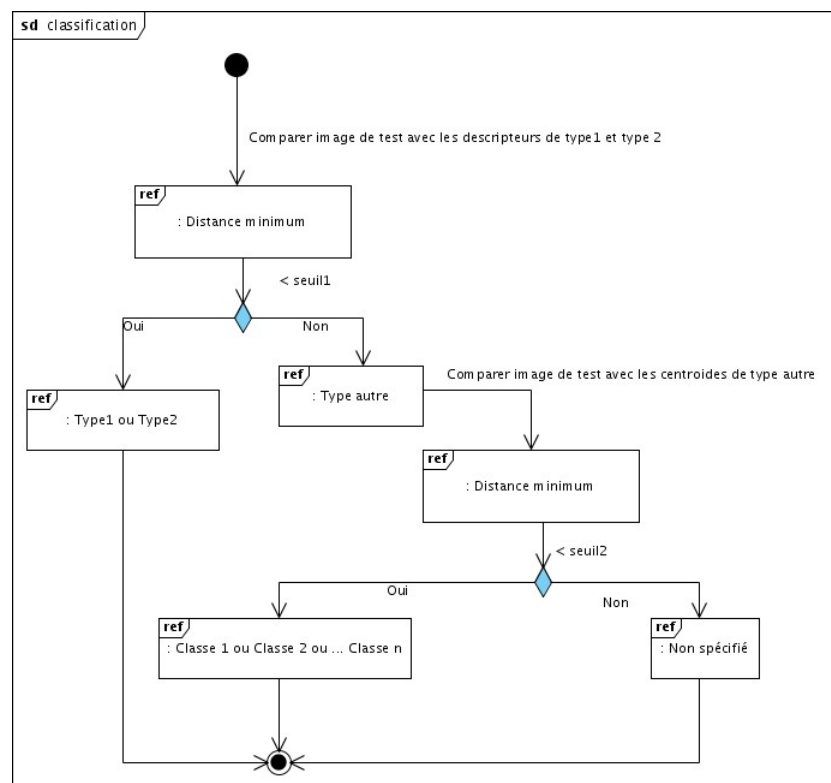 sd classification
Comparer image de test avec les descripteurs de type1 et type 2
ref
: Distance minimum
< seuil1
Oui
Non
ref
: Type1 ou Type2
ref
: Type autre
Comparer image de test avec les centroides de type autre
ref
: Distance minimum
< seuil2
Oui
Non
ref
: Classe 1 ou Classe 2 ou ... Classe n
ref
: Non spécifié